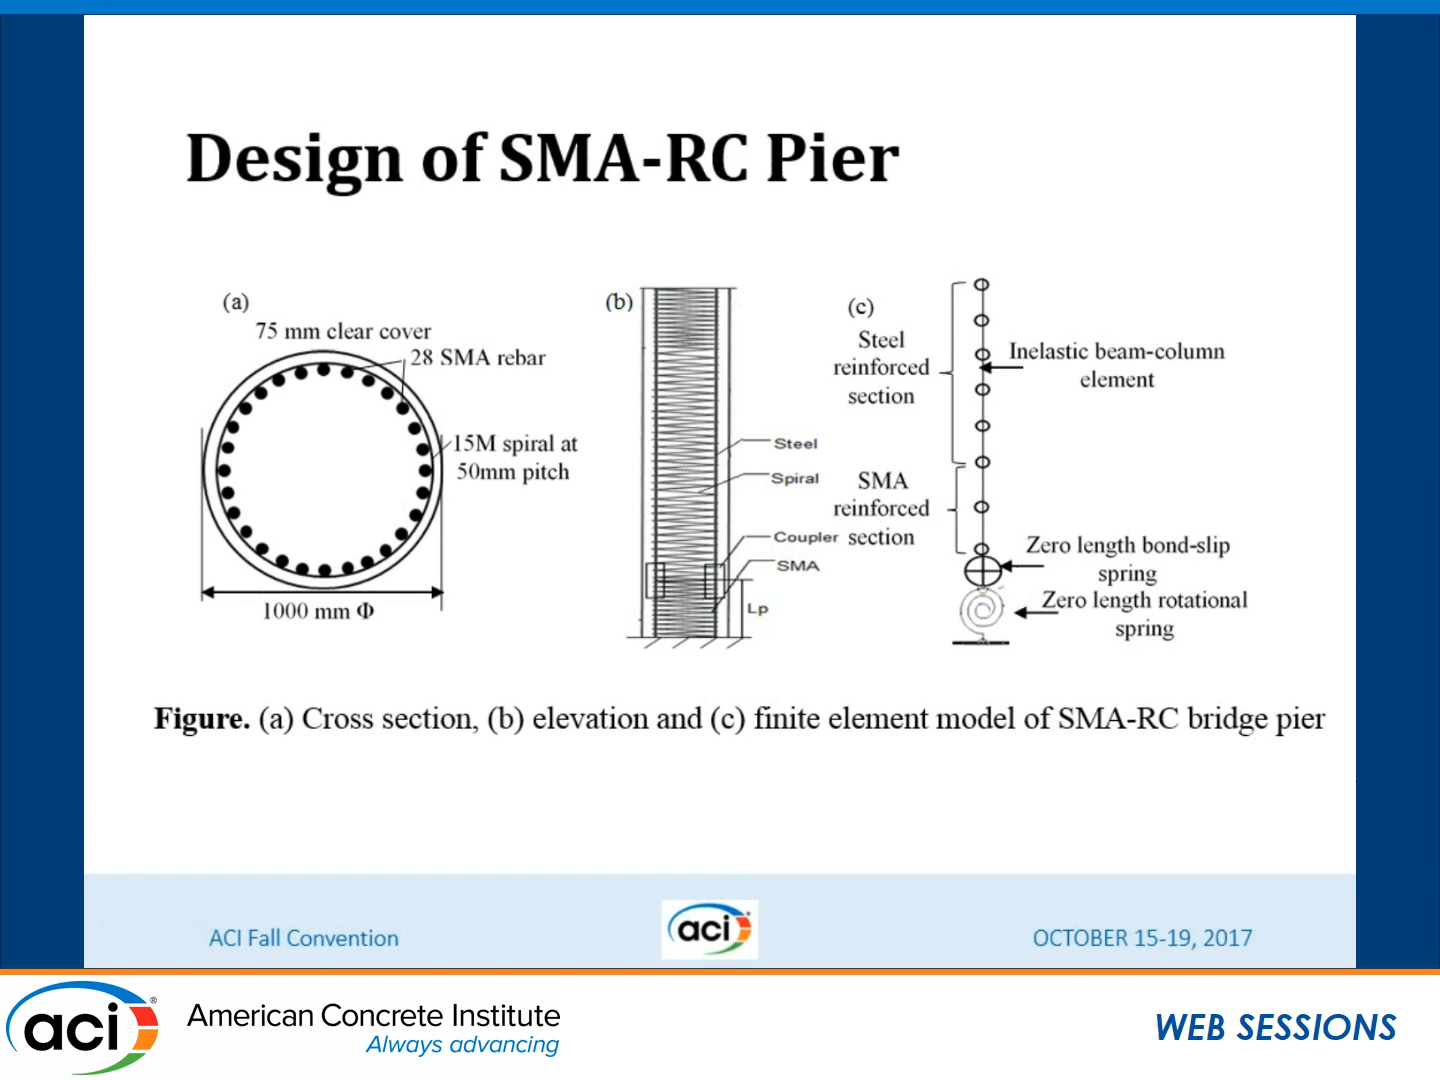 Design of SMA-RC Pier
(a)
75 mm clear cover
28 SMA rebar
15M spiral at
50mm pitch
1000 mm Φ
(b)
Steel
Spiral
Coupler
SMA
Lp
(c)
Steel
reinforced
section
Inelastic beam-column
element
SMA
reinforced
section
Zero length bond-slip
spring
Zero length rotational
spring
Figure. (a) Cross section, (b) elevation and (c) finite element model of SMA-RC bridge pier
ACI Fall Convention
aci
OCTOBER 15-19, 2017
aci®
American Concrete Institute
Always advancing
WEB SESSIONS